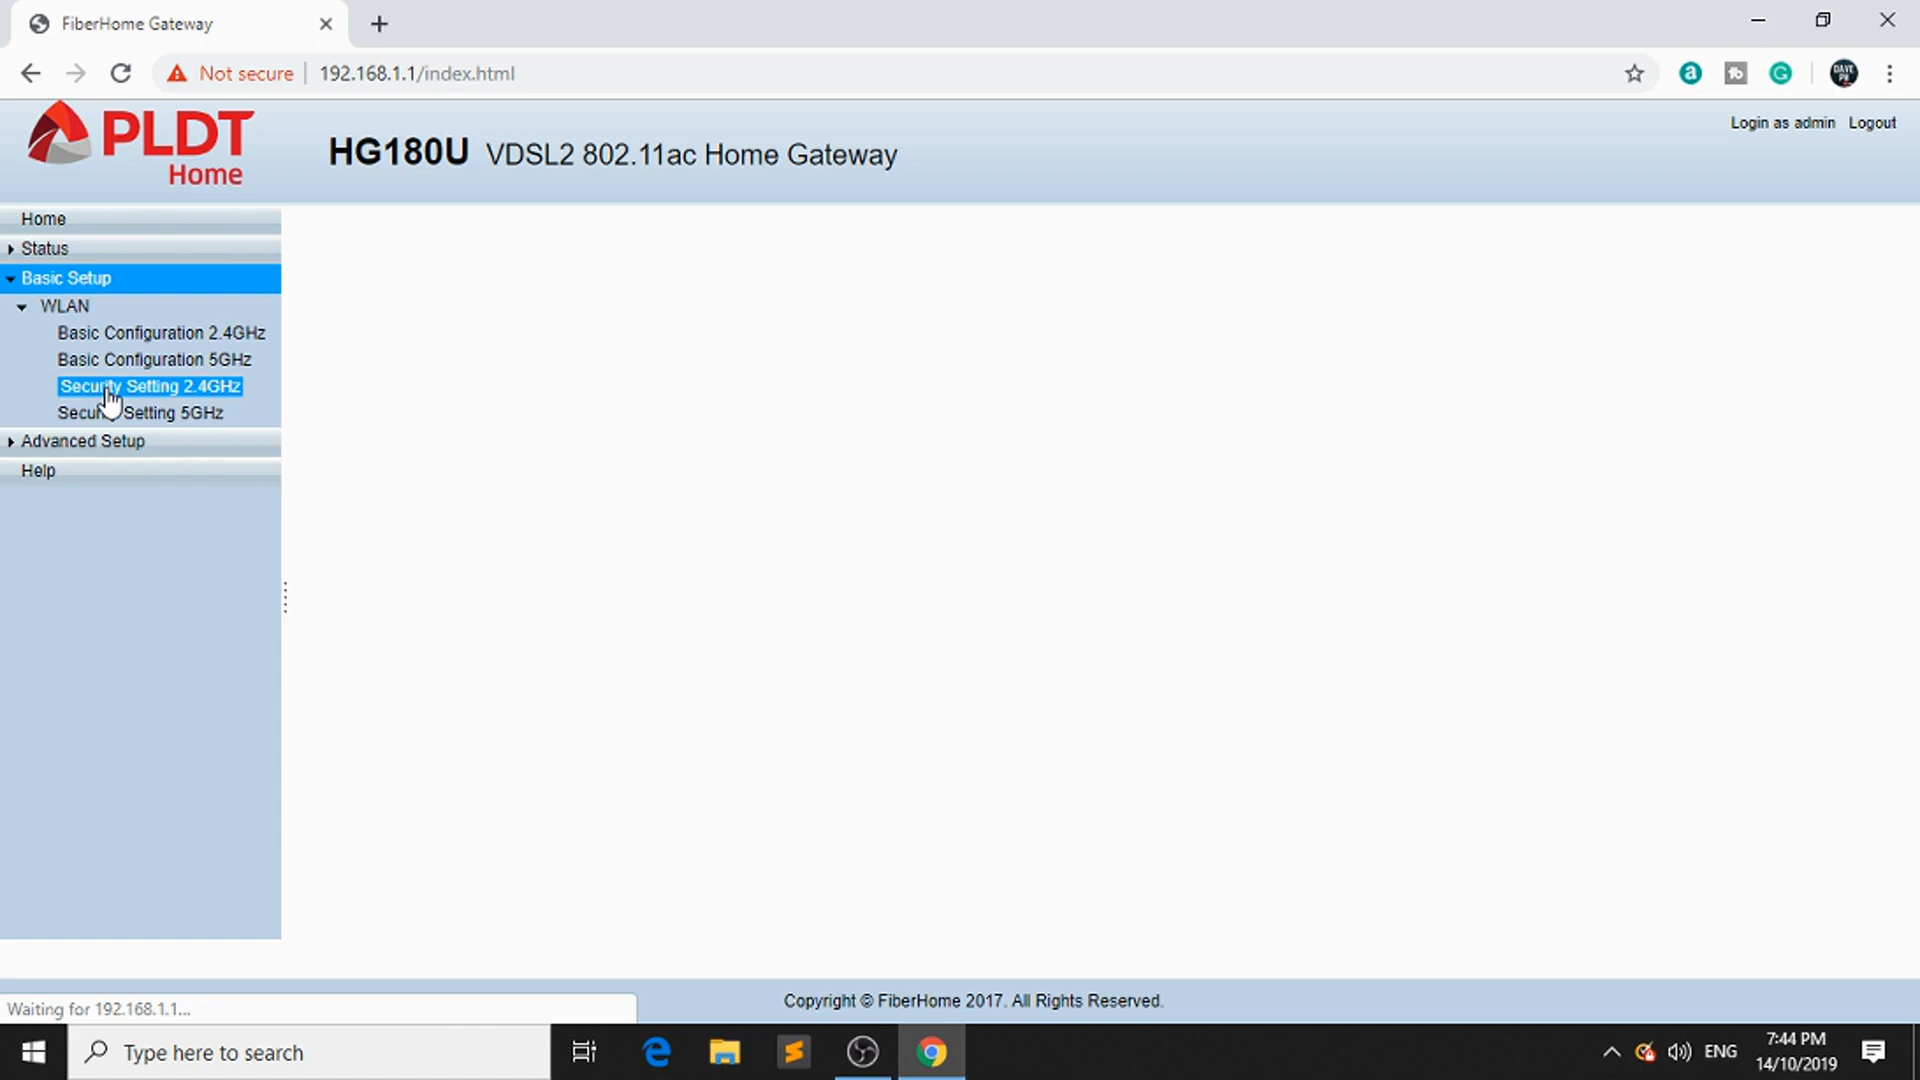 FiberHome Gateway
Not secure
192.168.1.1/index.html
PLDT
Home
HG180U VDSL2 802.11ac Home Gateway
Login as admin Logout
Home
Status
Basic Setup
WLAN
Basic Configuration 2.4GHz
Basic Configuration 5GHz
Security Setting 2.4GHz
Security Setting 5GHz
Advanced Setup
Help
Copyright © FiberHome 2017. All Rights Reserved.
Waiting for 192.168.1.1...
Type here to search
ENG
7:44 PM
14/10/2019